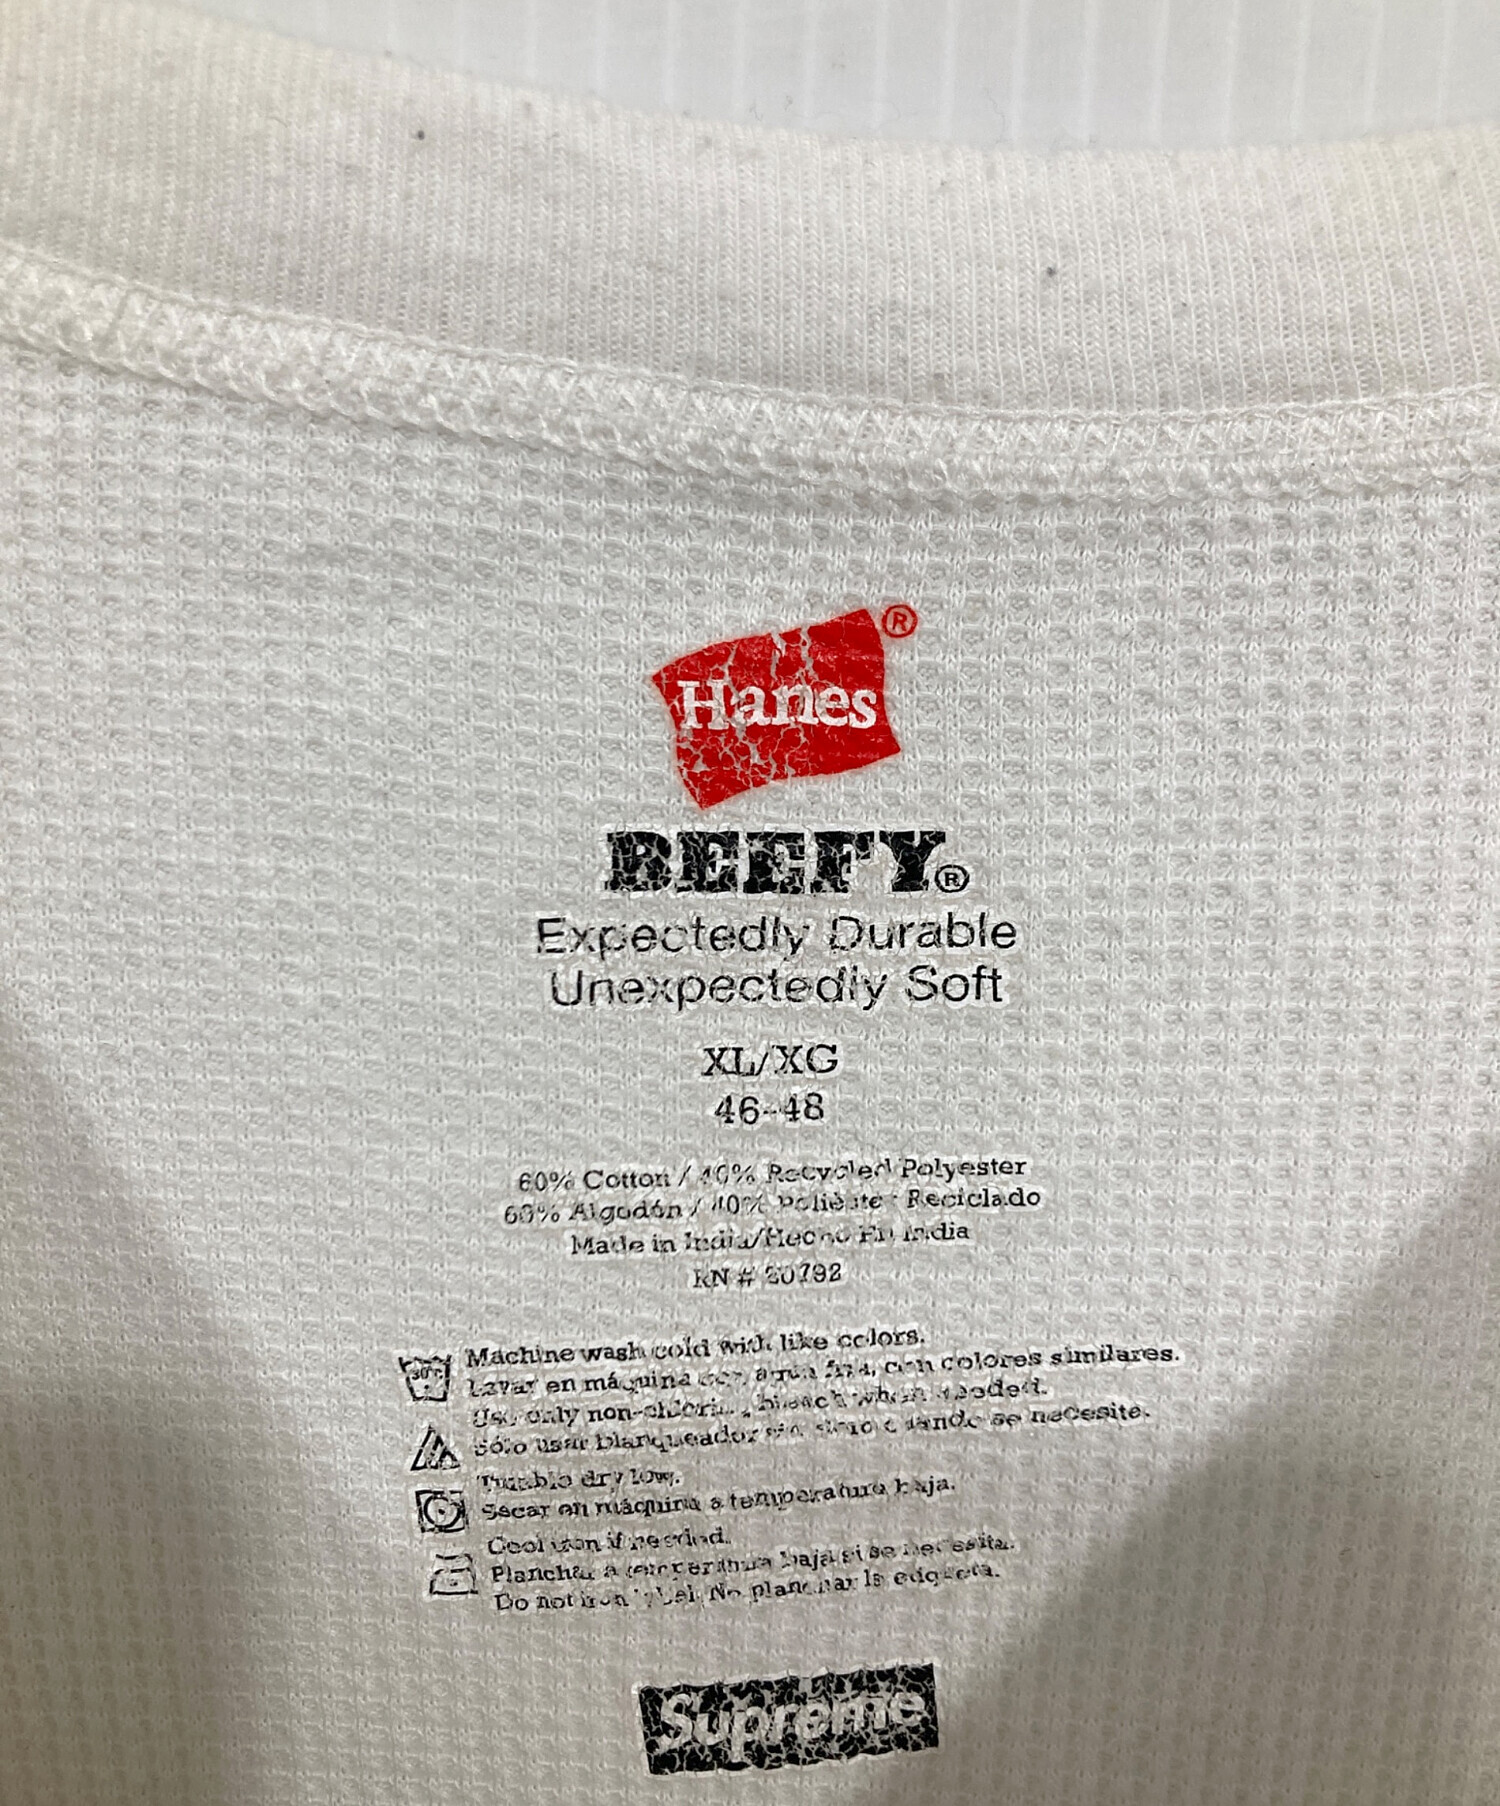 Hanes®
BEEFY®
Expectedly Durable
Unexpectedly Soft
XL/XG
46-48
60% Cotton / 40% Recycled Polyester
60% Algodón / 40% Poliéster Reciclado
Made in India/Hecho En India
RN #
30°C
Machine wash cold with like colors.
Lavar en máquina con agua fría, con colores similares.
Use only non-chlorine, bleach when needed.
Sólo usar blanqueador sin cloro cuando se necesite.
Tumble dry low.
Secar en máquina a temperatura baja.
Cool iron if needed.
Planchar a temperatura baja si se necesita.
Do not iron label. No planchar la etiqueta.
Supreme